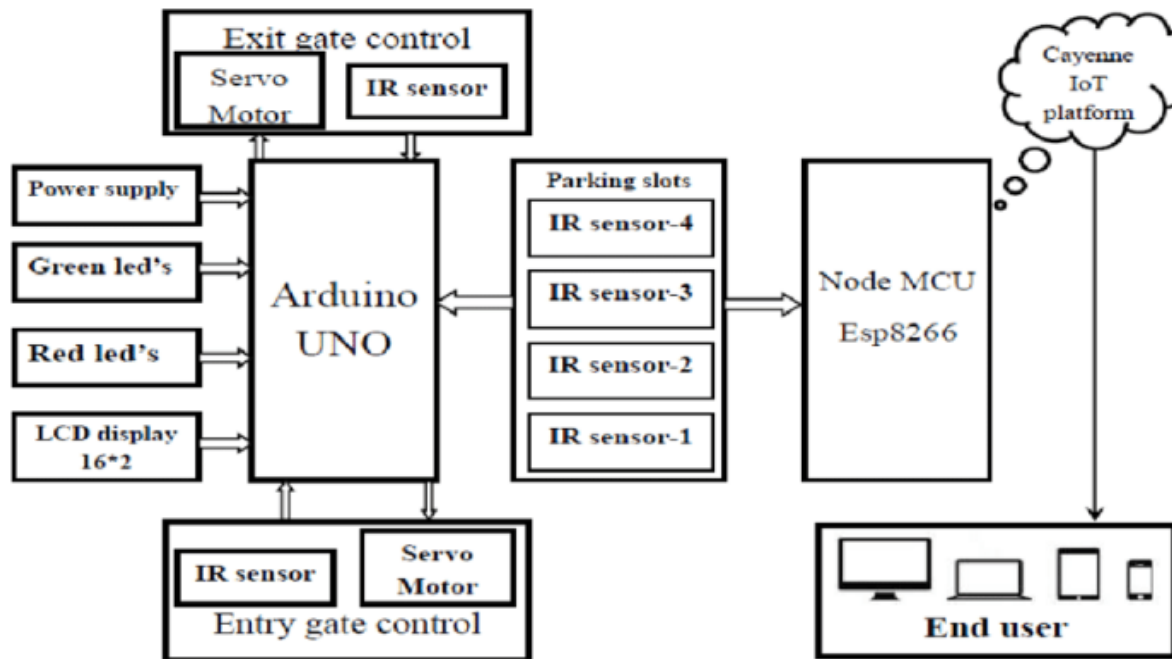 Exit gate control
Servo
Motor
IR sensor
Cayenne
IoT
platform
Power supply
Green led's
Red led's
LCD display
16*2
Arduino
UNO
Parking slots
IR sensor-4
IR sensor-3
IR sensor-2
IR sensor-1
Node MCU
Esp8266
IR sensor
Servo
Motor
Entry gate control
End user